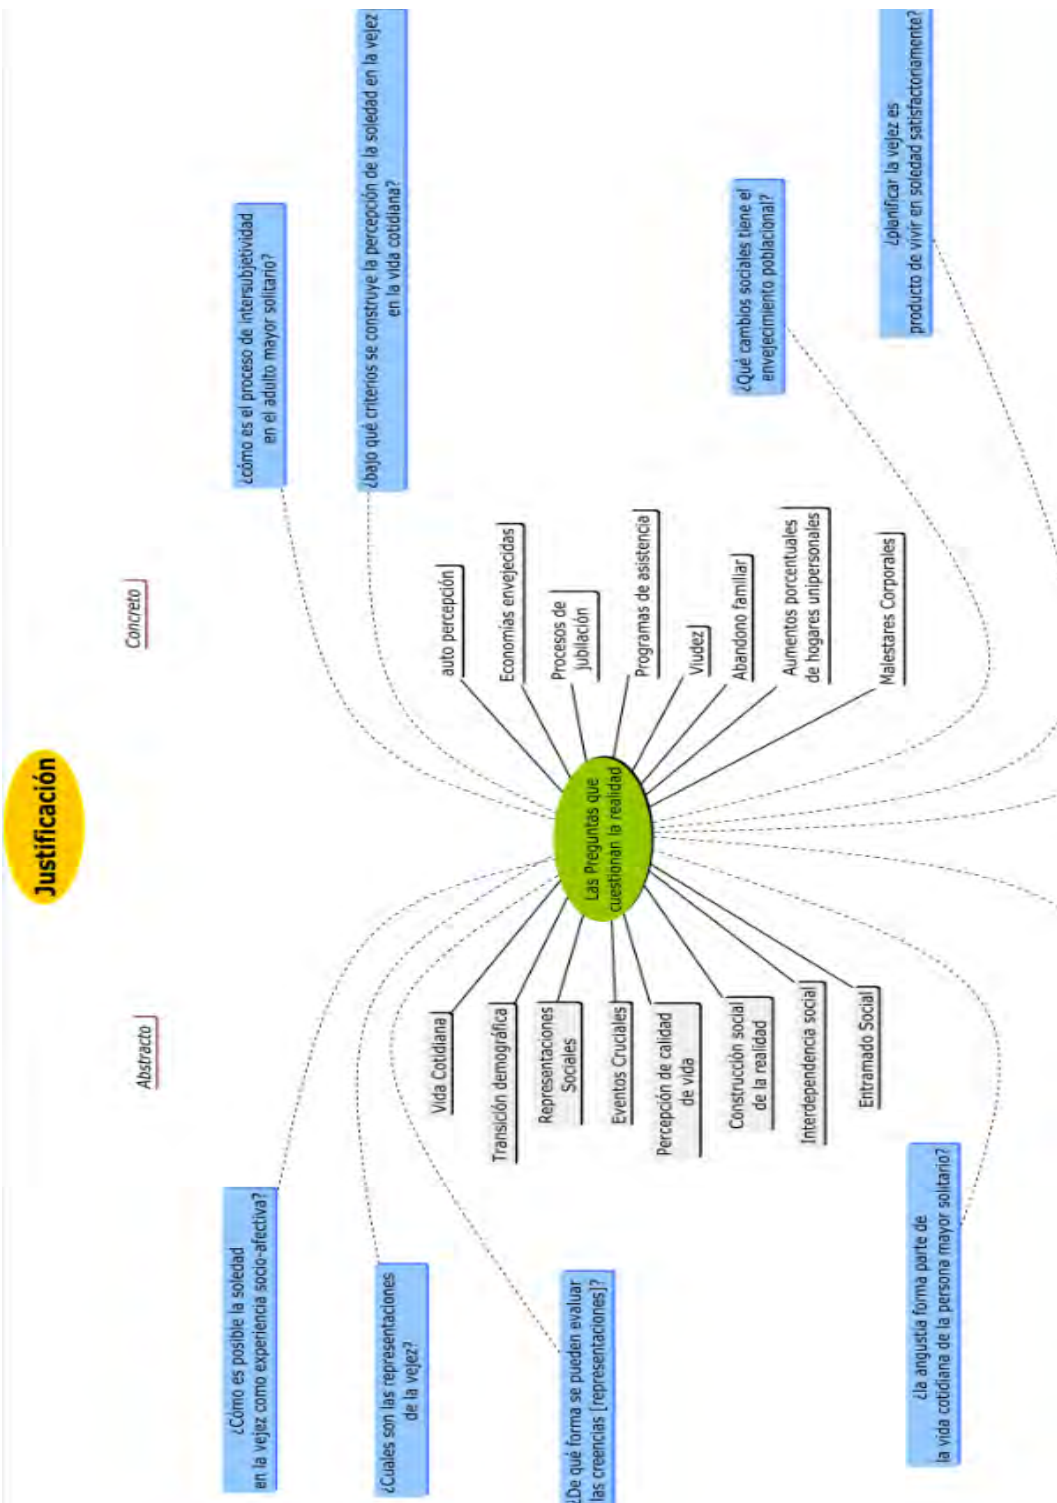 Justificación
Abstracto
Concreto
¿Cómo es posible la soledad
en la vejez como experiencia socio-afectiva?
¿cómo es el proceso de intersubjetividad
en el adulto mayor solitario?
¿Cuales son las representaciones
de la vejez?
¿bajo qué criterios se construye la percepción de la soledad en la vejez
en la vida cotidiana?
¿De qué forma se pueden evaluar
las creencias [representaciones]?
Las Preguntas que
cuestionan la realidad
Vida Cotidiana
Transición demográfica
Representaciones
Sociales
Eventos Cruciales
Percepción de calidad
de vida
Construcción social
de la realidad
Interdependencia social
Entramado Social
auto percepción
Economías envejecidas
Procesos de
jubilación
Programas de asistencia
Viudez
Abandono familiar
Aumentos porcentuales
de hogares unipersonales
Malestares Corporales
¿Qué cambios sociales tiene el
envejecimiento poblacional?
¿planificar la vejez es
producto de vivir en soledad satisfactoriamente?
¿la angustia forma parte de
la vida cotidiana de la persona mayor solitario?